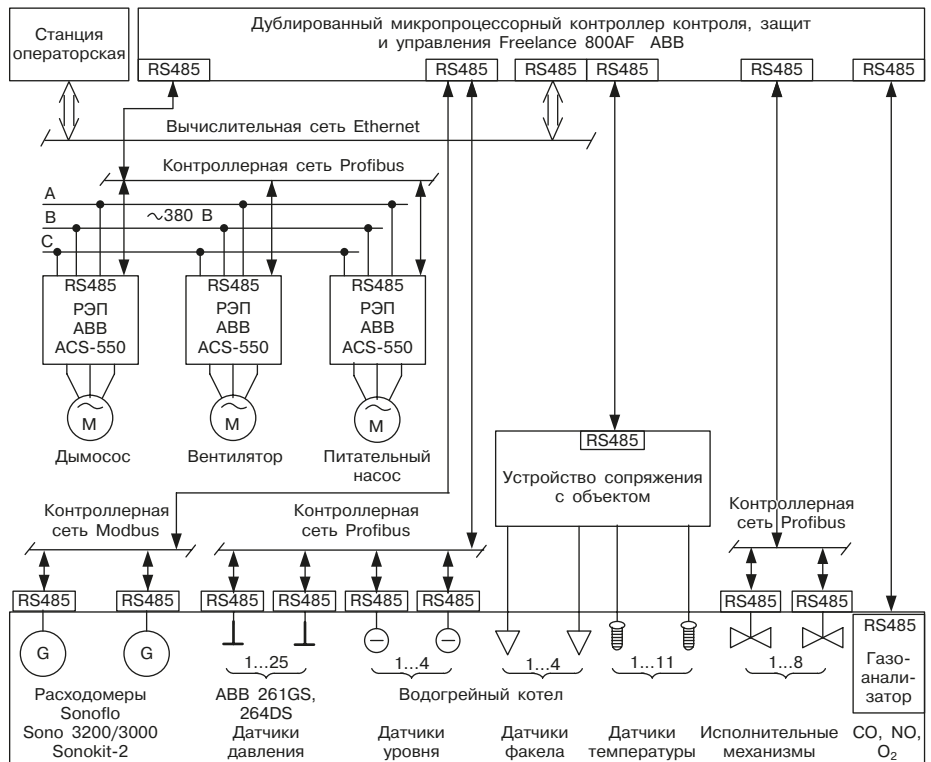 Станция
операторская
Дублированный микропроцессорный контроллер контроля, защит
и управления Freelance 800AF ABB
RS485
RS485
RS485
RS485
RS485
RS485
Вычислительная сеть Ethernet
Контроллерная сеть Profibus
A
B
~380 В
C
RS485
РЭП
ABB
ACS-550
RS485
РЭП
ABB
ACS-550
RS485
РЭП
ABB
ACS-550
M
M
M
Дымосос
Вентилятор
Питательный
насос
RS485
Устройство сопряжения
с объектом
Контроллерная
сеть Modbus
Контроллерная
сеть Profibus
Контроллерная
сеть Profibus
RS485
RS485
RS485
RS485
RS485
RS485
RS485
RS485
RS485
G
G
1...25
1...4
1...4
1...11
1...8
Газо-
анали-
затор
Расходомеры
Sonoflo
Sono 3200/3000
Sonokit-2
ABB 261GS,
264DS
Датчики
давления
Водогрейный котел
Датчики
уровня
Датчики
факела
Датчики
температуры
Исполнительные
механизмы
CO, NO,
O2